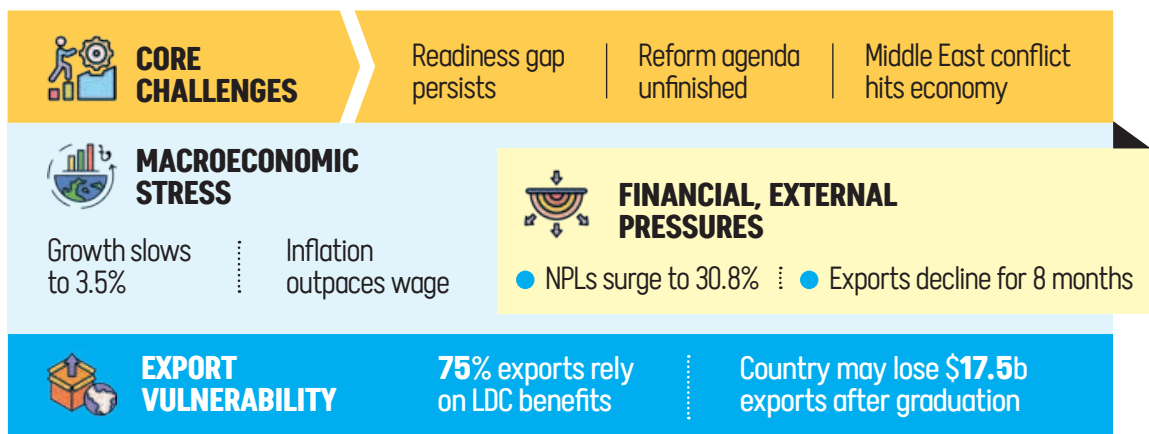 CORE
CHALLENGES
Readiness gap
persists
Reform agenda
unfinished
Middle East conflict
hits economy
MACROECONOMIC
STRESS
Growth slows
to 3.5%
Inflation
outpaces wage
FINANCIAL, EXTERNAL
PRESSURES
NPLs surge to 30.8%
Exports decline for 8 months
EXPORT
VULNERABILITY
75% exports rely
on LDC benefits
Country may lose $17.5b
exports after graduation